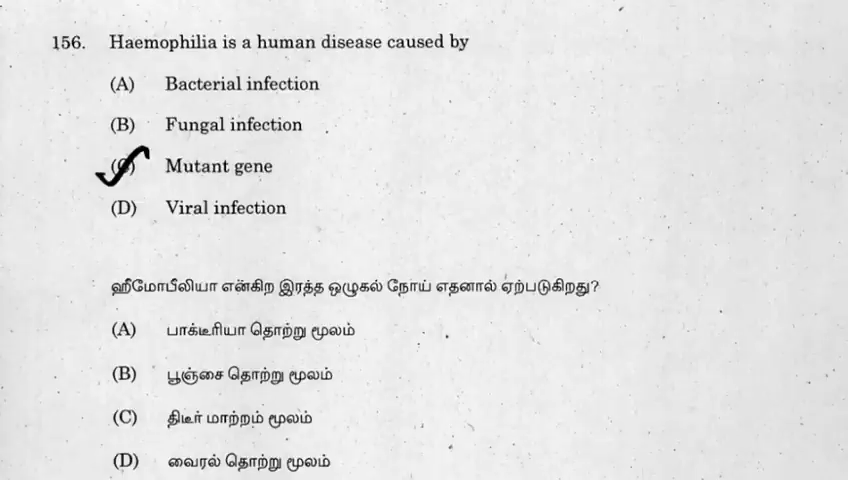 156. Haemophilia is a human disease caused by
(A) Bacterial infection
(B) Fungal infection
(C) Mutant gene
(D) Viral infection
ஹீமோபீலியா என்கிற இரத்த ஒழுகல் நோய் எதனால் ஏற்படுகிறது?
(A) பாக்டீரியா தொற்று மூலம்
(B) பூஞ்சை தொற்று மூலம்
(C) திடீர் மாற்றம் மூலம்
(D) வைரல் தொற்று மூலம்